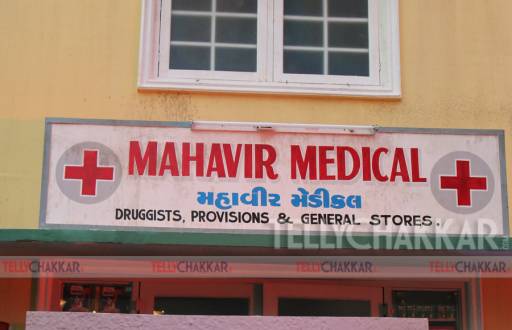 MAHAVIR MEDICAL
મહાવીર મેડીકલ
DRUGGISTS, PROVISIONS & GENERAL STORES.
TELLYCHAKKAR
TELLYCHAKKAR TELLYCHAKKAR TELLYCHAKKAR TELLYCHAKKAR